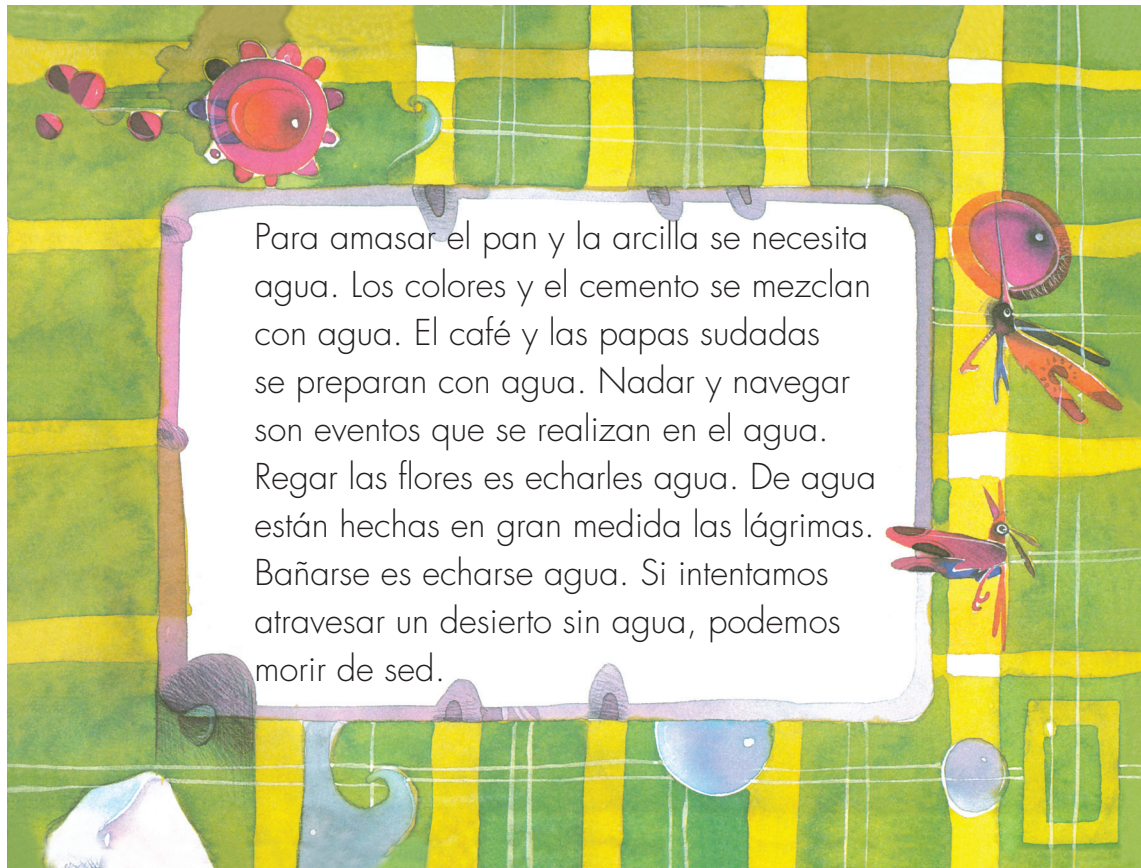 Para amasar el pan y la arcilla se necesita
agua. Los colores y el cemento se mezclan
con agua. El café y las papas sudadas
se preparan con agua. Nadar y navegar
son eventos que se realizan en el agua.
Regar las flores es echarles agua. De agua
están hechas en gran medida las lágrimas.
Bañarse es echarse agua. Si intentamos
atravesar un desierto sin agua, podemos
morir de sed.